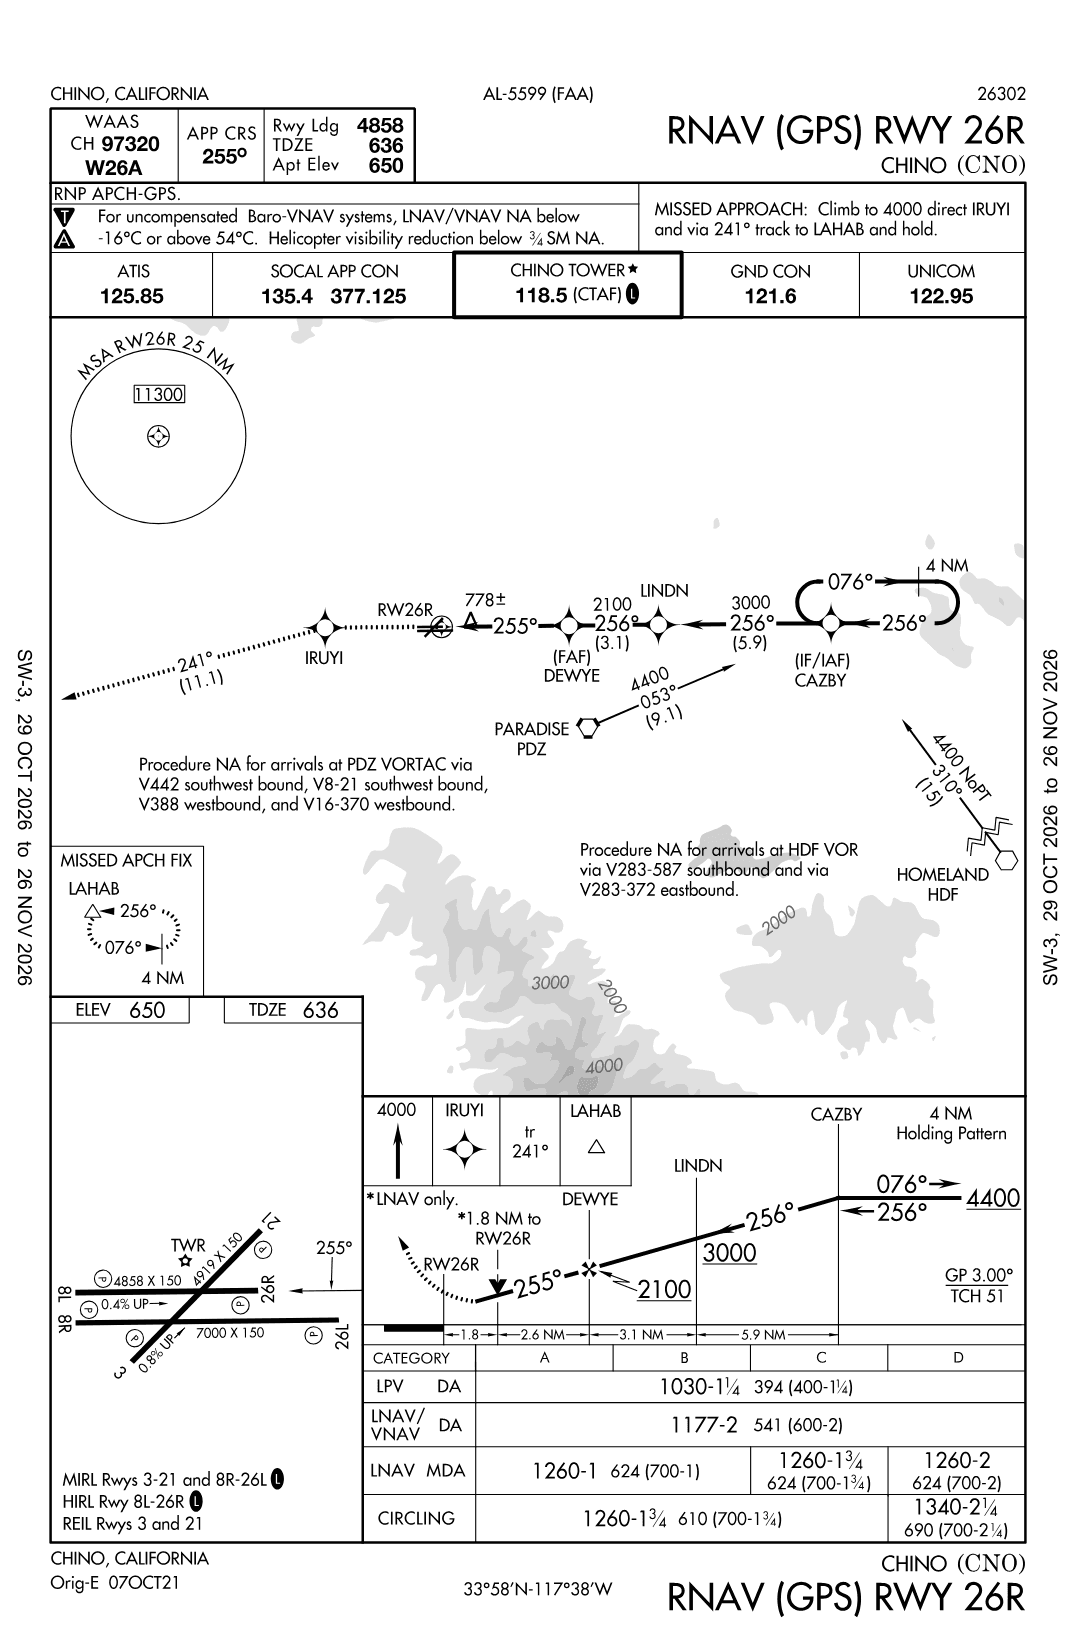 CHINO, CALIFORNIA
AL-5599 (FAA)
26302
WAAS
CH 97320
W26A
APP CRS
255°
Rwy Ldg 4858
TDZE 636
Apt Elev 650
RNAV (GPS) RWY 26R
CHINO (CNO)
RNP APCH-GPS.
T
A
For uncompensated Baro-VNAV systems, LNAV/VNAV NA below
-16°C or above 54°C. Helicopter visibility reduction below ¾ SM NA.
MISSED APPROACH: Climb to 4000 direct IRUYI
and via 241° track to LAHAB and hold.
ATIS
125.85
SOCAL APP CON
135.4 377.125
CHINO TOWER★
118.5 (CTAF) L
GND CON
121.6
UNICOM
122.95
MSA RW26R 25 NM
11300
4 NM
076°
256°
LINDN
3000
256°
(5.9)
2100
256°
(3.1)
778±
RW26R
255°
IRUYI
241°
(11.1)
(FAF)
DEWYE
(IF/IAF)
CAZBY
4400
053°
(9.1)
PARADISE
PDZ
4400 NoPT
310°
(15)
HOMELAND
HDF
Procedure NA for arrivals at PDZ VORTAC via
V442 southwest bound, V8-21 southwest bound,
V388 westbound, and V16-370 westbound.
Procedure NA for arrivals at HDF VOR
via V283-587 southbound and via
V283-372 eastbound.
2000
3000
2000
4000
MISSED APCH FIX
LAHAB
256°
076°
4 NM
SW-3, 29 OCT 2026 to 26 NOV 2026
SW-3, 29 OCT 2026 to 26 NOV 2026
ELEV 650
TDZE 636
TWR
21
4919 X 150
P
255°
P
4858 X 150
8L
26R
P
0.4% UP
P
8R
7000 X 150
P
26L
P
0.8% UP
3
MIRL Rwys 3-21 and 8R-26L L
HIRL Rwy 8L-26R L
REIL Rwys 3 and 21
4000
IRUYI
tr
241°
LAHAB
CAZBY
4 NM
Holding Pattern
LINDN
*LNAV only.
DEWYE
*1.8 NM to
RW26R
RW26R
076°
256°
4400
256°
3000
255°
2100
GP 3.00°
TCH 51
1.8
2.6 NM
3.1 NM
5.9 NM
CATEGORY A B C D
LPV DA 1030-1¼ 394 (400-1¼)
LNAV/
VNAV DA 1177-2 541 (600-2)
LNAV MDA 1260-1 624 (700-1)
1260-1¾
624 (700-1¾)
1260-2
624 (700-2)
CIRCLING 1260-1¾ 610 (700-1¾)
1340-2¼
690 (700-2¼)
CHINO, CALIFORNIA
Orig-E 07OCT21
33°58'N-117°38'W
CHINO (CNO)
RNAV (GPS) RWY 26R